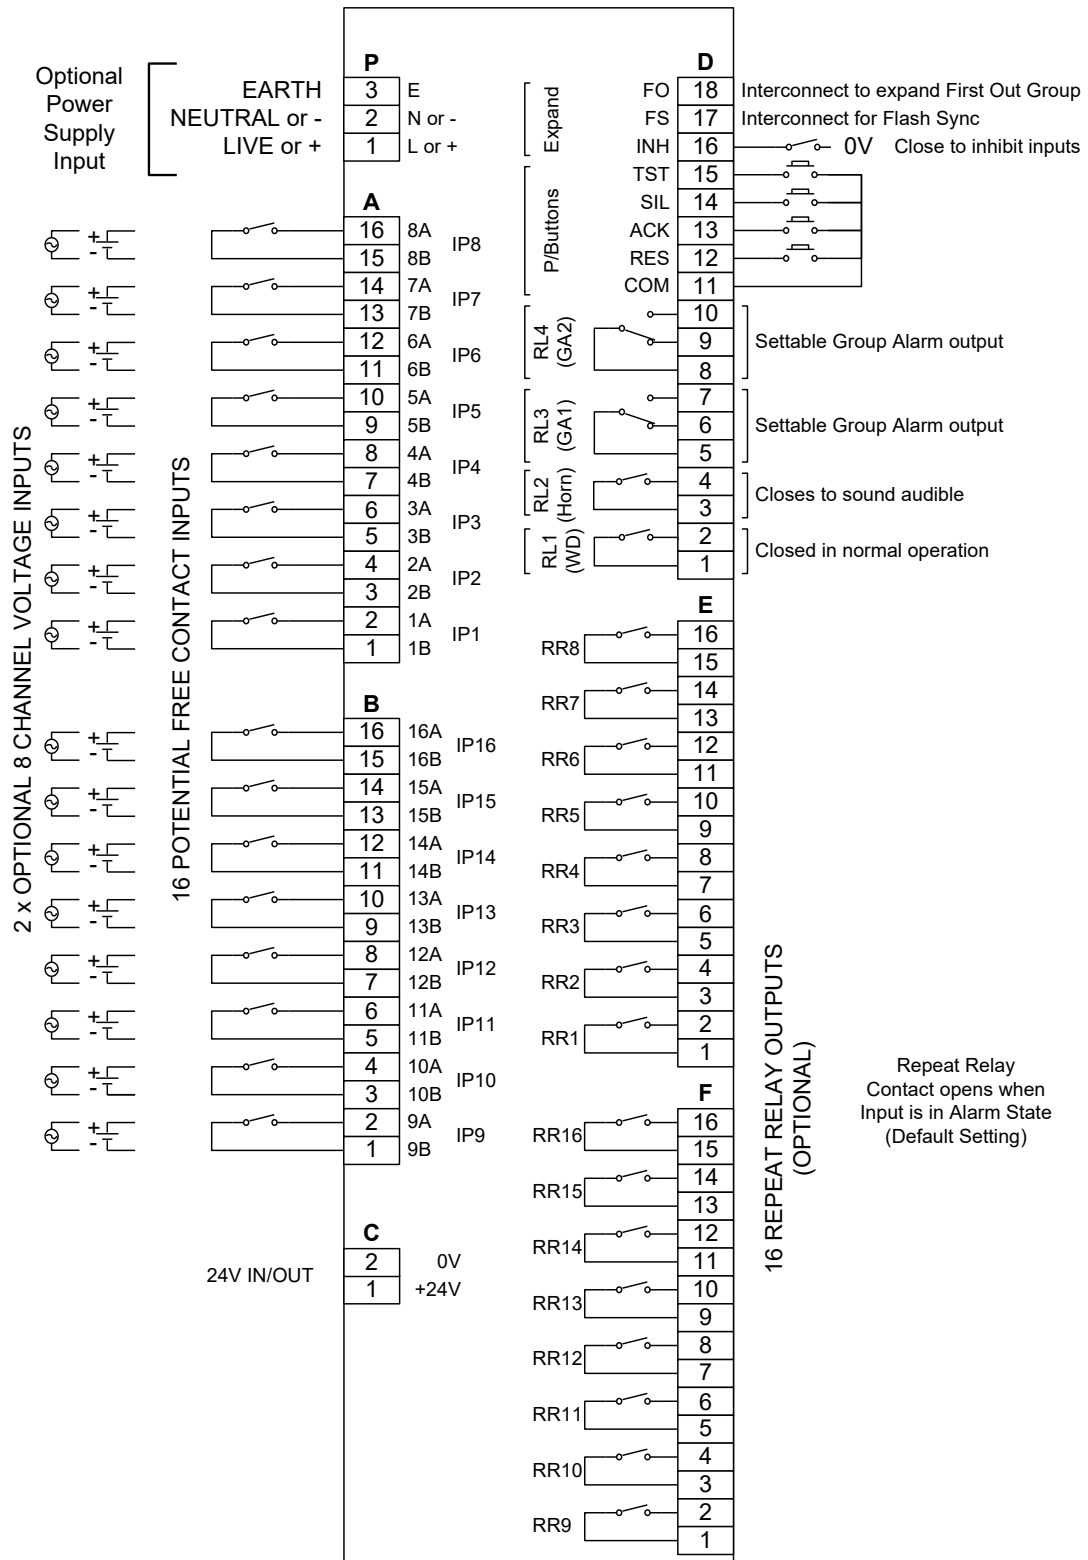 Optional
Power
Supply
Input
P
EARTH 3 E
NEUTRAL or - 2 N or -
LIVE or + 1 L or +
2 x OPTIONAL 8 CHANNEL VOLTAGE INPUTS
16 POTENTIAL FREE CONTACT INPUTS
A
+ - 16 8A
15 8B
IP8
+ - 14 7A
13 7B
IP7
+ - 12 6A
11 6B
IP6
+ - 10 5A
9 5B
IP5
+ - 8 4A
7 4B
IP4
+ - 6 3A
5 3B
IP3
+ - 4 2A
3 2B
IP2
+ - 2 1A
1 1B
IP1
B
+ - 16 16A
15 16B
IP16
+ - 14 15A
13 15B
IP15
+ - 12 14A
11 14B
IP14
+ - 10 13A
9 13B
IP13
+ - 8 12A
7 12B
IP12
+ - 6 11A
5 11B
IP11
+ - 4 10A
3 10B
IP10
+ - 2 9A
1 9B
IP9
C
24V IN/OUT
2 0V
1 +24V
D
Expand
FO 18 Interconnect to expand First Out Group
FS 17 Interconnect for Flash Sync
INH 16 0V Close to inhibit inputs
P/Buttons
TST 15
SIL 14
ACK 13
RES 12
COM 11
RL4
(GA2)
10
9 Settable Group Alarm output
8
RL3
(GA1)
7
6 Settable Group Alarm output
5
RL2
(Horn)
4
3
Closes to sound audible
RL1
(WD)
2
1
Closed in normal operation
E
RR8
16
15
RR7
14
13
RR6
12
11
RR5
10
9
RR4
8
7
RR3
6
5
RR2
4
3
RR1
2
1
F
RR16
16
15
RR15
14
13
RR14
12
11
RR13
10
9
RR12
8
7
RR11
6
5
RR10
4
3
RR9
2
1
16 REPEAT RELAY OUTPUTS
(OPTIONAL)
Repeat Relay
Contact opens when
Input is in Alarm State
(Default Setting)